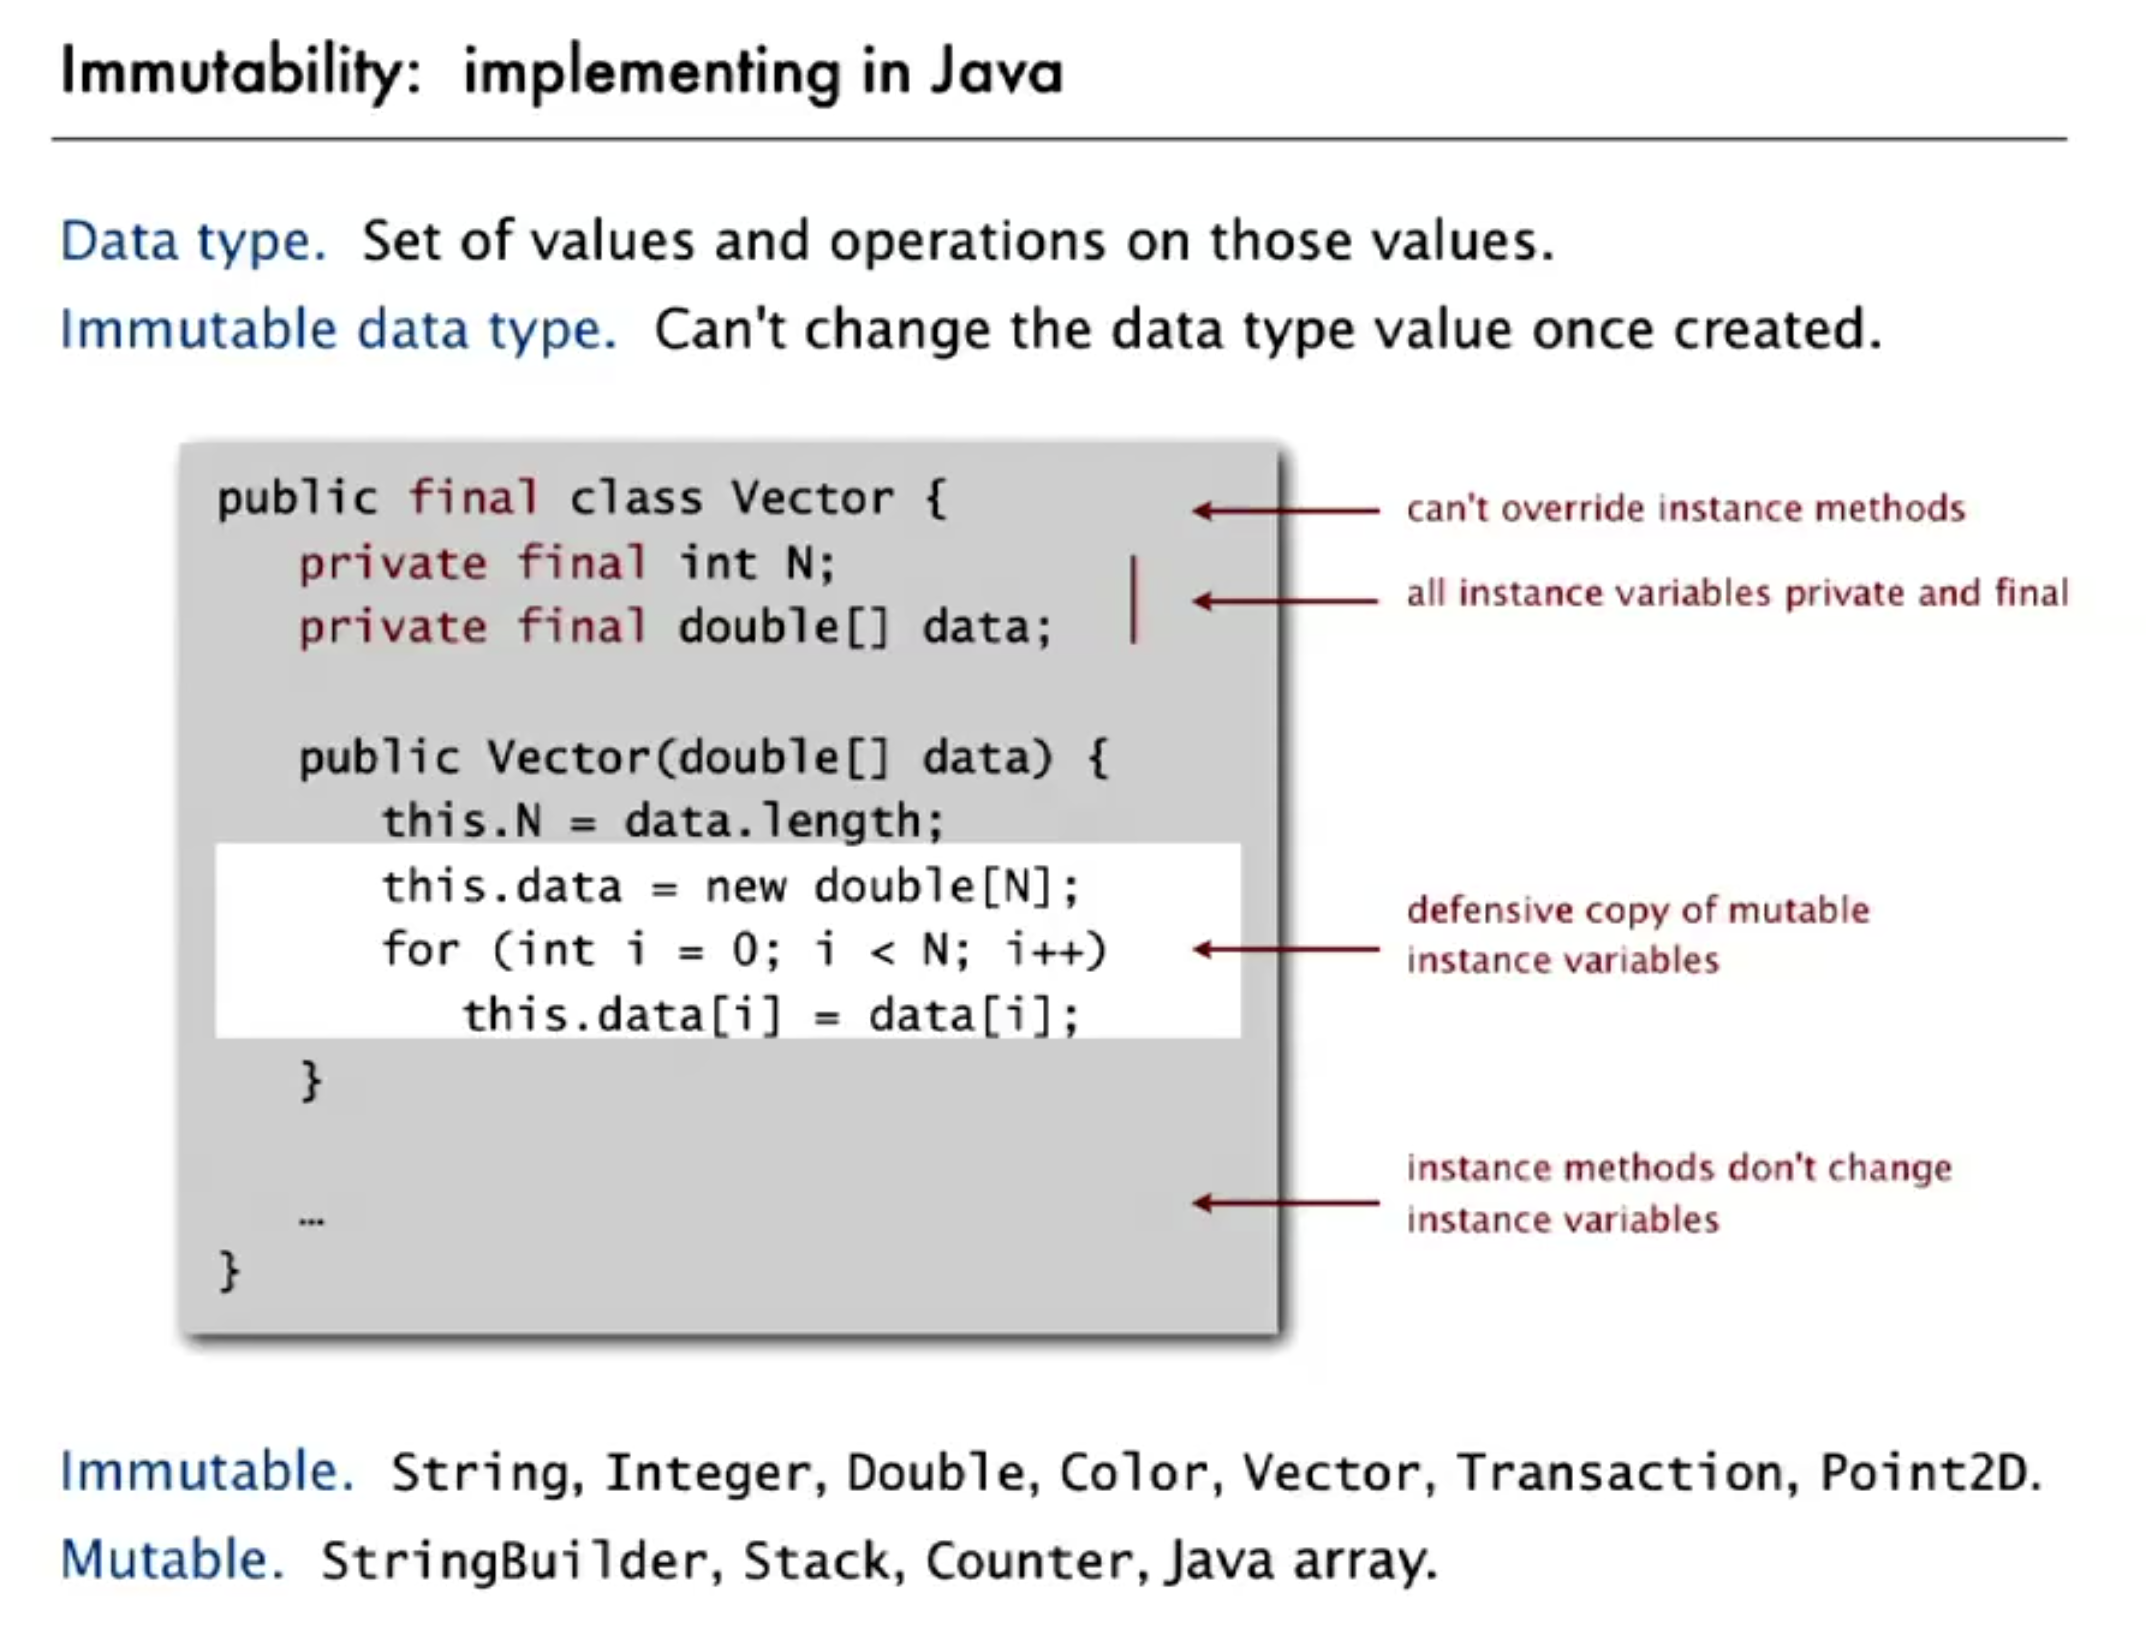 Immutability: implementing in Java
Data type. Set of values and operations on those values.
Immutable data type. Can't change the data type value once created.
public final class Vector {
can't override instance methods
private final int N;
all instance variables private and final
private final double[] data;
public Vector(double[] data) {
this.N = data.length;
this.data = new double[N];
for (int i = 0; i < N; i++)
this.data[i] = data[i];
defensive copy of mutable
instance variables
}
…
instance methods don't change
instance variables
}
Immutable. String, Integer, Double, Color, Vector, Transaction, Point2D.
Mutable. StringBuilder, Stack, Counter, Java array.